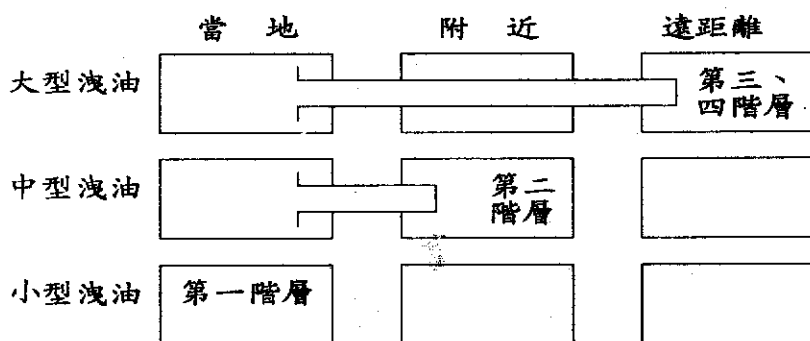 當地 附近 遠距離
大型洩油 第三、
四階層
中型洩油 第二
階層
小型洩油 第一階層